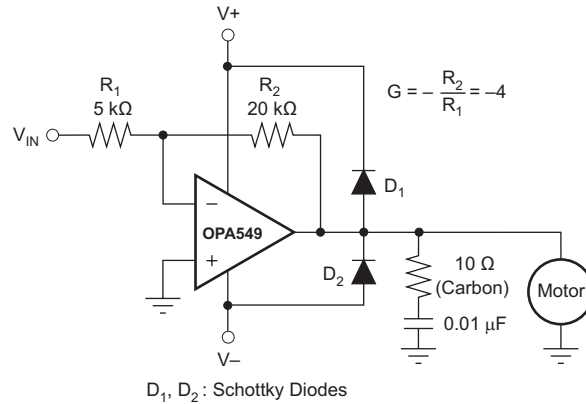 V+
R1
5 kΩ
R2
20 kΩ
G = – R2/R1 = –4
VIN
D1
–
OPA549
+
D2
10 Ω
(Carbon)
0.01 μF
Motor
V–
D1, D2 : Schottky Diodes